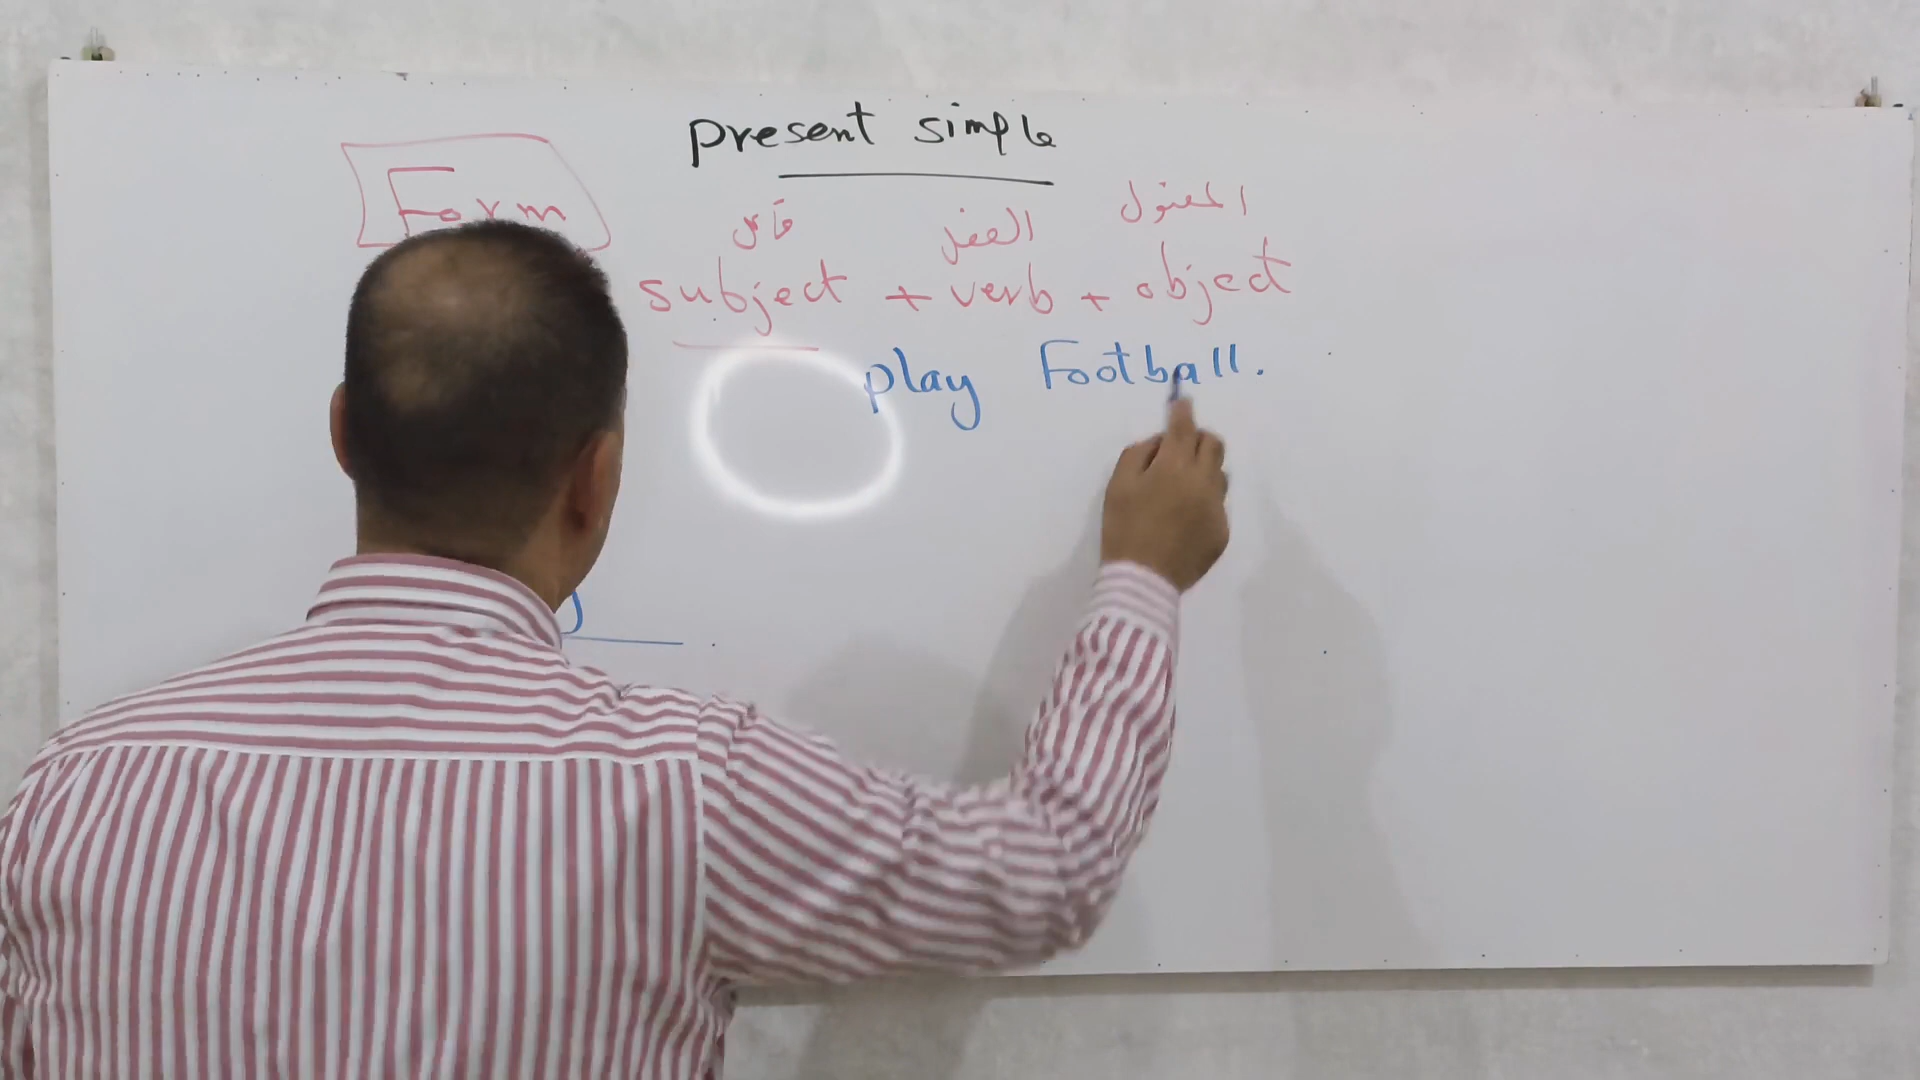 present simple
Form
فاعل الفعل المفعول
subject + verb + object
play Football.